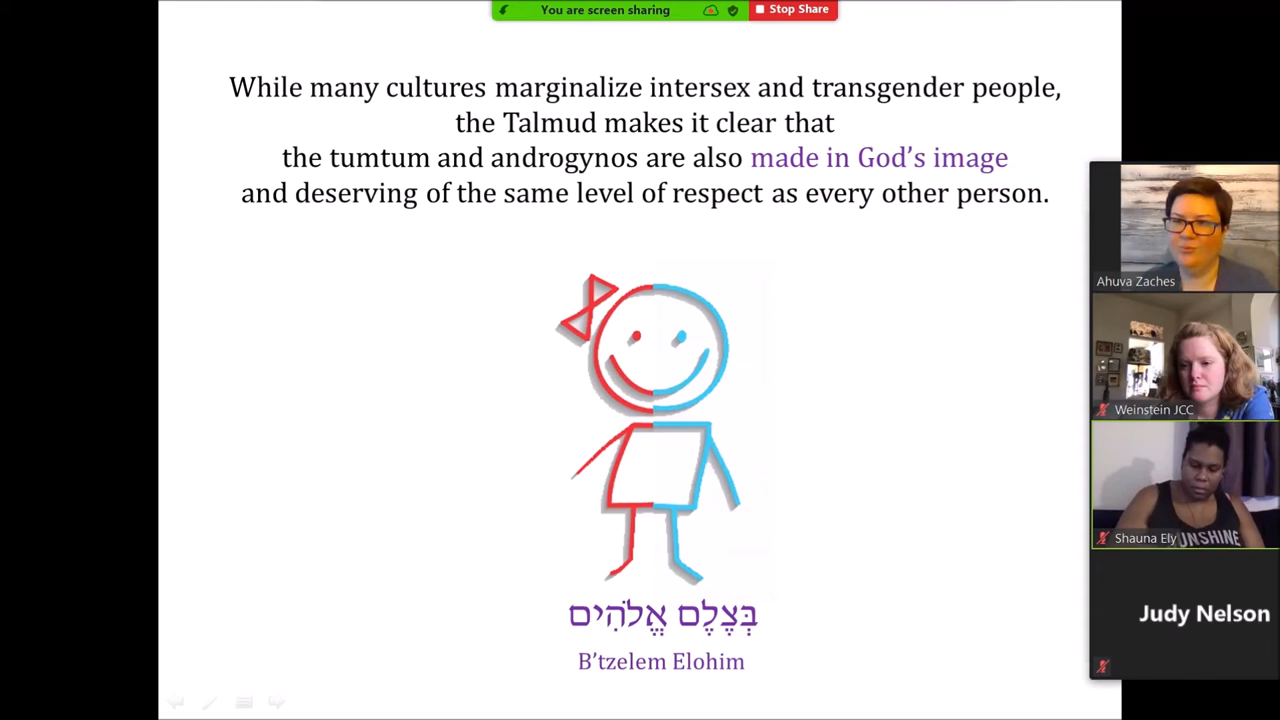 You are screen sharing
Stop Share
While many cultures marginalize intersex and transgender people,
the Talmud makes it clear that
the tumtum and androgynos are also made in God’s image
and deserving of the same level of respect as every other person.
בְּצֶלֶם אֱלֹהִים
B’tzelem Elohim
Ahuva Zaches
Weinstein JCC
SUNSHINE
Shauna Ely
Judy Nelson